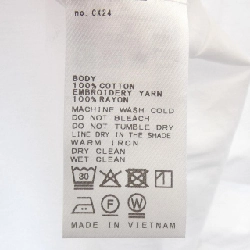 no. CK24
BODY
100% COTTON
EMBROIDERY YARN
100% RAYON
MACHINE WASH COLD
DO NOT BLEACH
DO NOT TUMBLE DRY
LINE DRY IN THE SHADE
WARM IRON
DRY CLEAN
WET CLEAN
30
F W
MADE IN VIETNAM